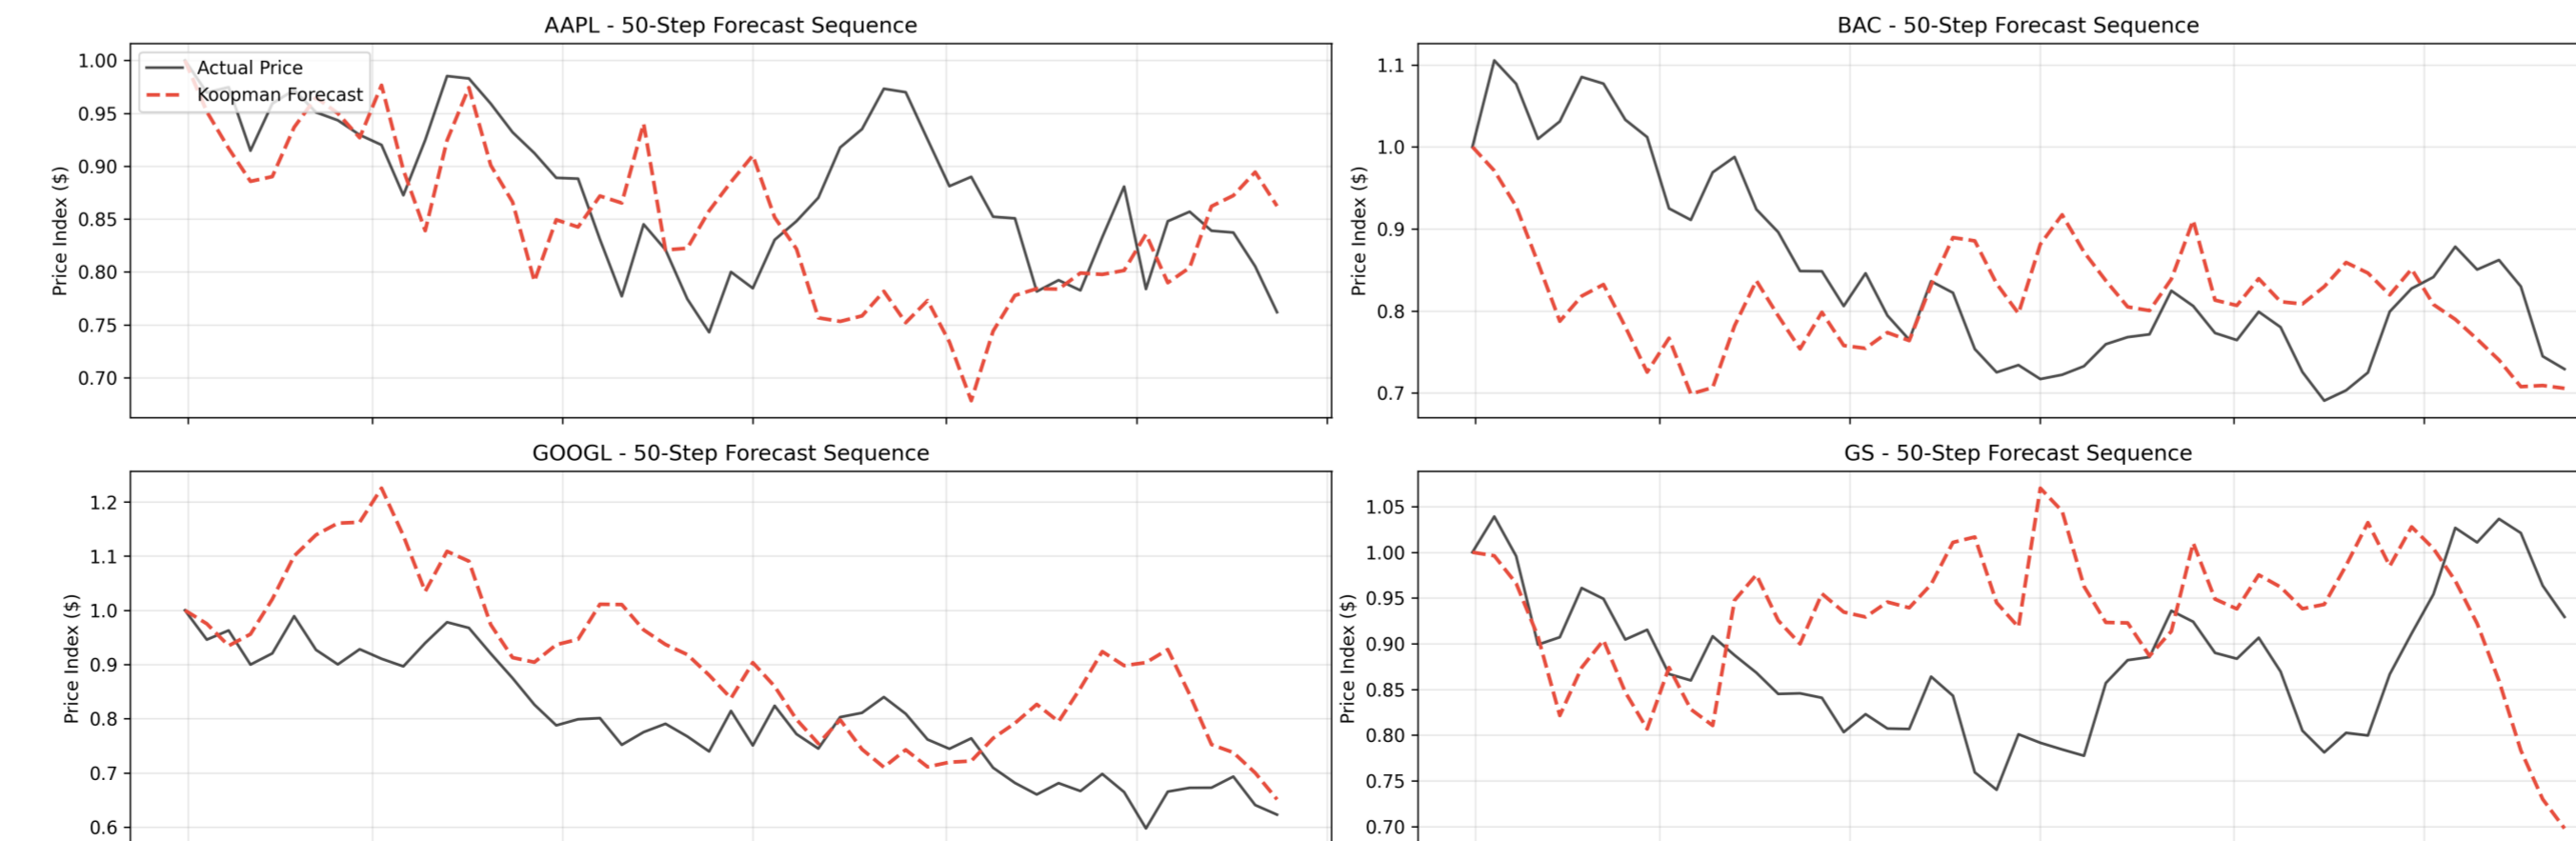 AAPL - 50-Step Forecast Sequence
1.00
0.95
0.90
0.85
0.80
0.75
0.70
Price Index ($)
Actual Price
Koopman Forecast
BAC - 50-Step Forecast Sequence
1.1
1.0
0.9
0.8
0.7
Price Index ($)
GOOGL - 50-Step Forecast Sequence
1.2
1.1
1.0
0.9
0.8
0.7
0.6
Price Index ($)
GS - 50-Step Forecast Sequence
1.05
1.00
0.95
0.90
0.85
0.80
0.75
0.70
Price Index ($)